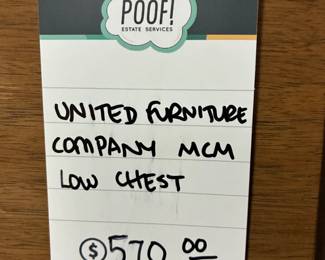 POOF!
ESTATE SERVICES
UNITED FURNITURE
COMPANY MCM
LOW CHEST
$570.00